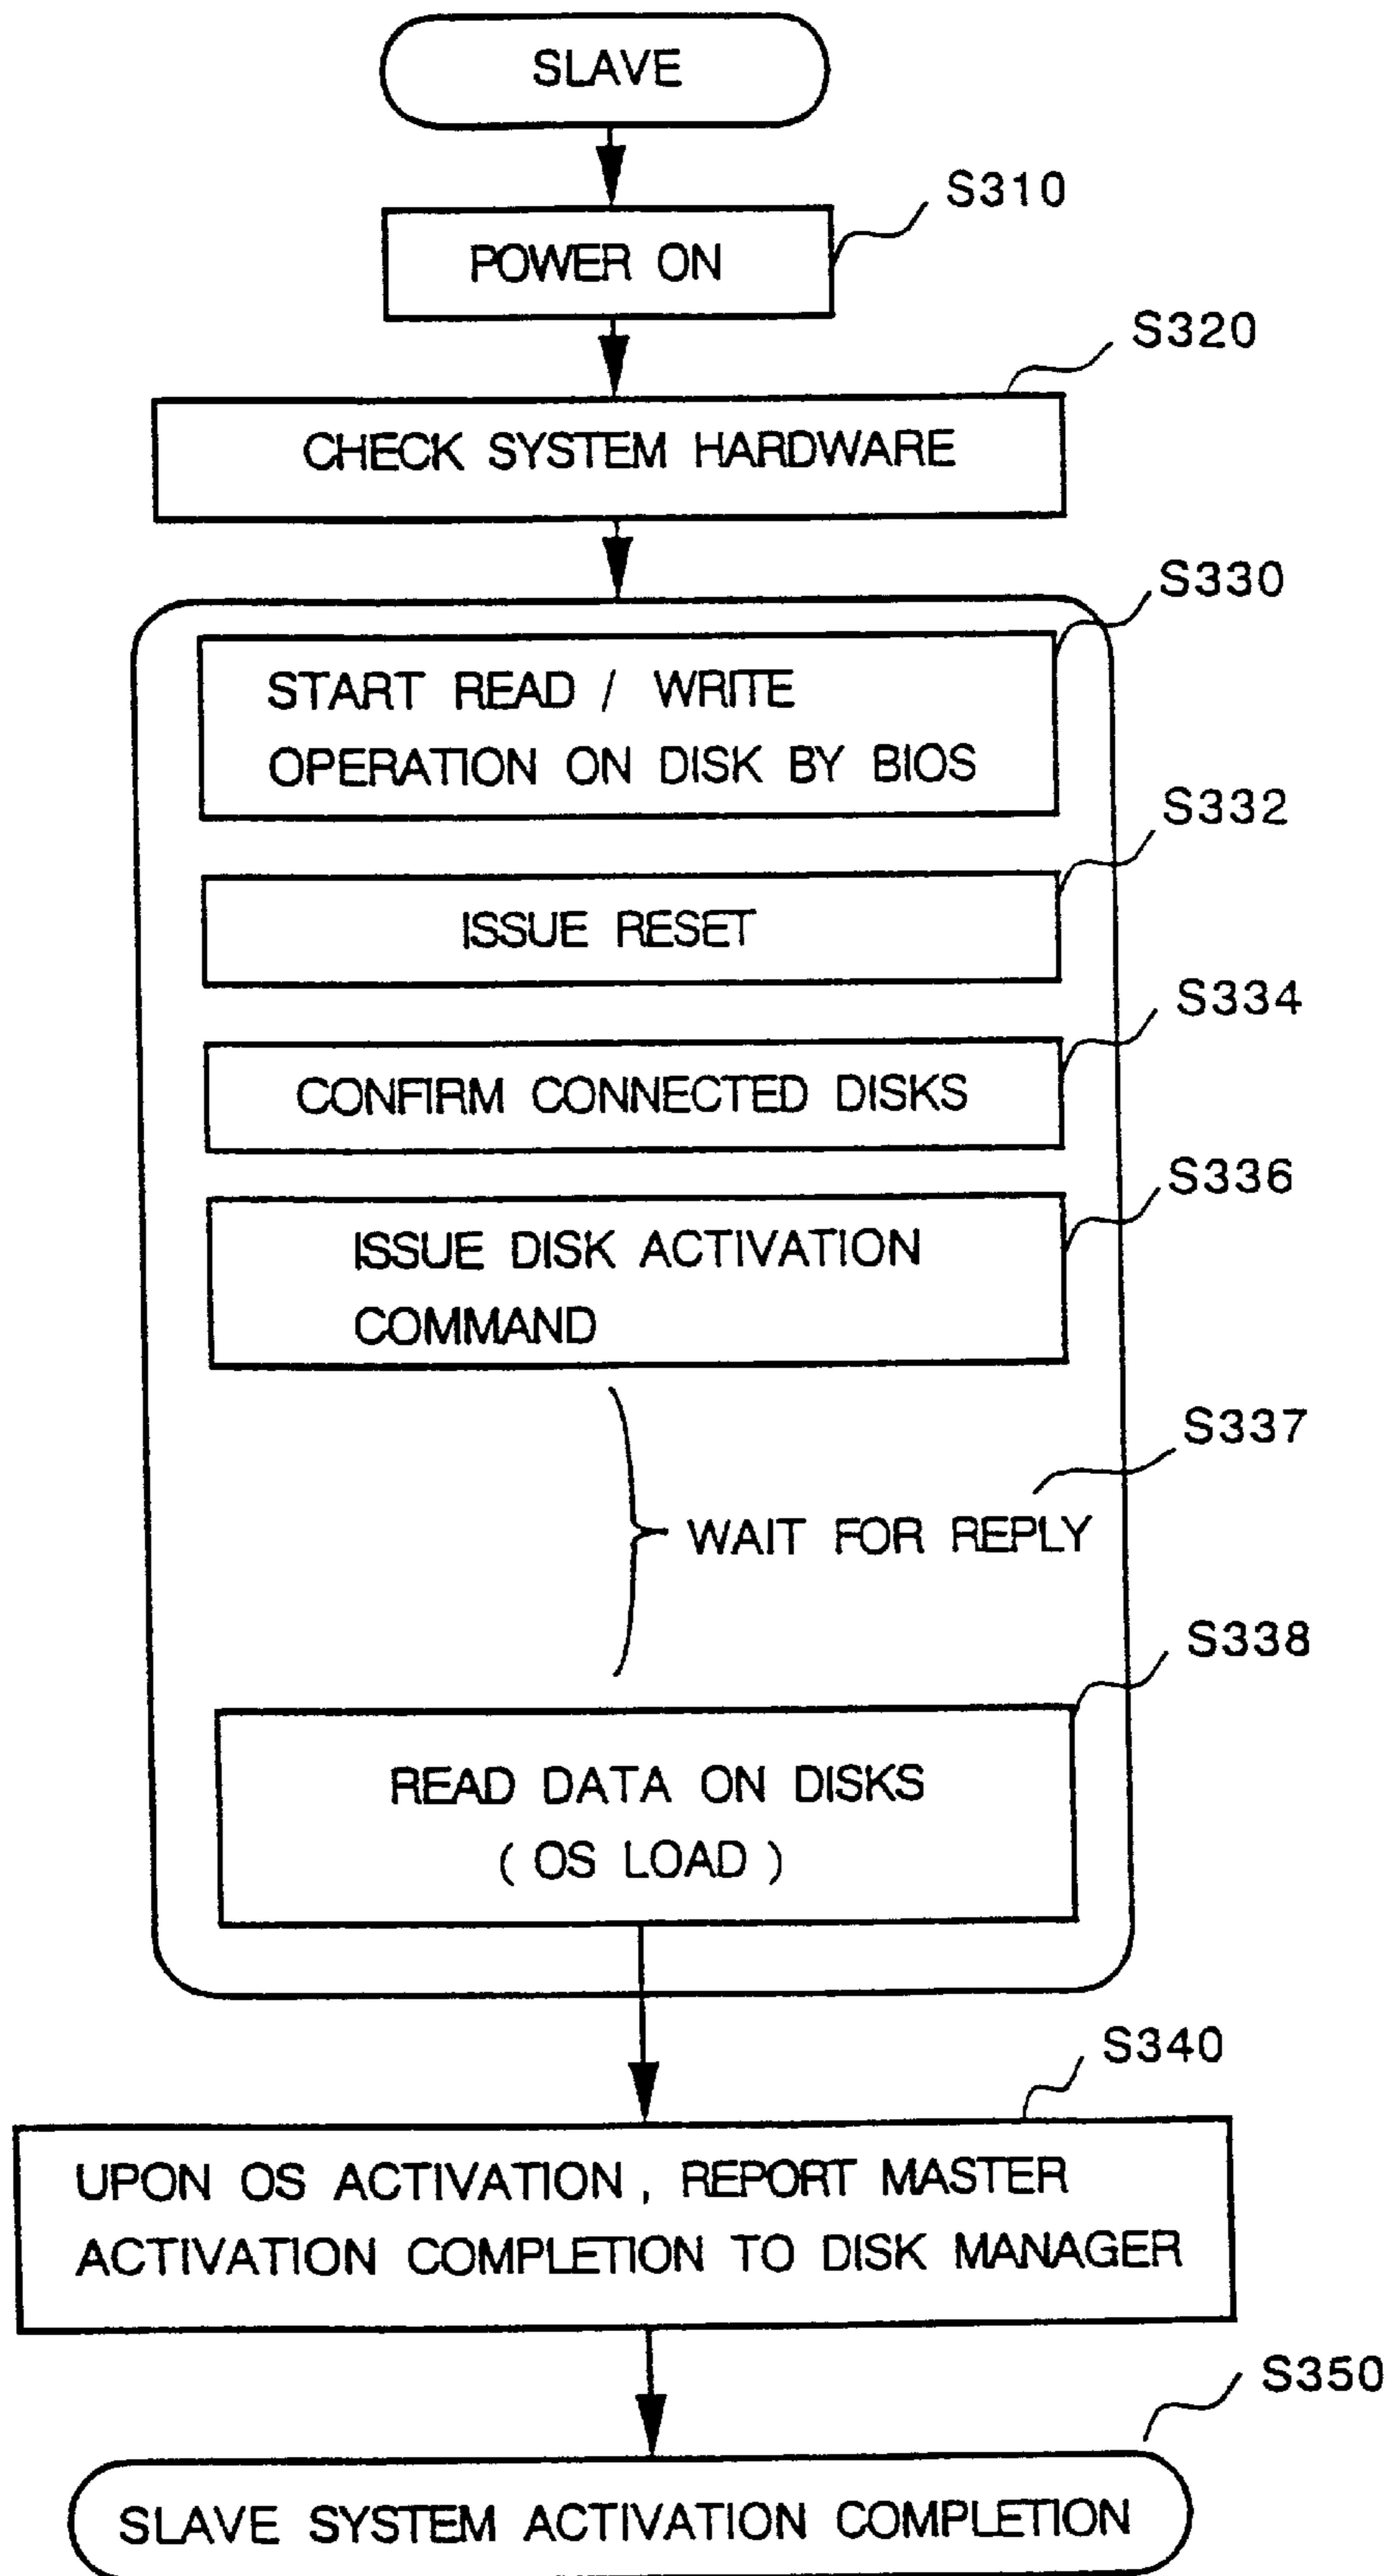 SLAVE
S310
POWER ON
S320
CHECK SYSTEM HARDWARE
S330
START READ / WRITE
OPERATION ON DISK BY BIOS
S332
ISSUE RESET
S334
CONFIRM CONNECTED DISKS
S336
ISSUE DISK ACTIVATION
COMMAND
S337
WAIT FOR REPLY
S338
READ DATA ON DISKS
( OS LOAD )
S340
UPON OS ACTIVATION , REPORT MASTER
ACTIVATION COMPLETION TO DISK MANAGER
S350
SLAVE SYSTEM ACTIVATION COMPLETION